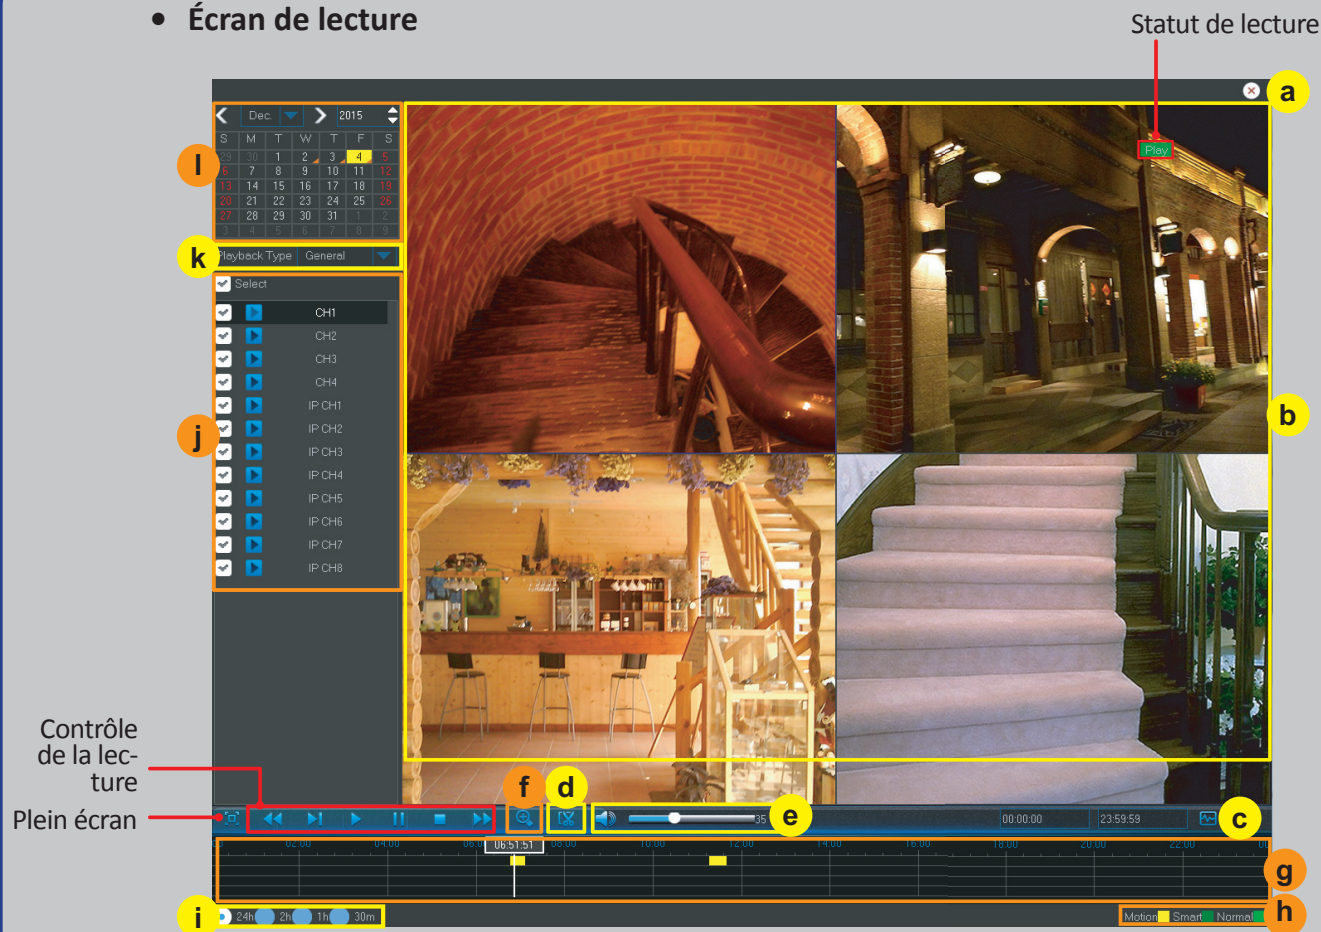 • Écran de lecture
Statut de lecture
a
Dec. 2015
S M T W T F S
29 30 1 2 3 4 5
6 7 8 9 10 11 12
13 14 15 16 17 18 19
20 21 22 23 24 25 26
27 28 29 30 31 1 2
3 4 5 6 7 8 9
l
Play
k
Playback Type General
Select
CH1
CH2
CH3
CH4
IP CH1
IP CH2
IP CH3
IP CH4
IP CH5
IP CH6
IP CH7
IP CH8
j
b
Contrôle
de la lec-
ture
Plein écran
f
d
35
e
00:00:00
23:59:59
c
02:00 04:00 06:51:51 08:00 10:00 12:00 14:00 16:00 18:00 20:00 22:00
g
i
24h 2h 1h 30m
Motion Smart Normal
h